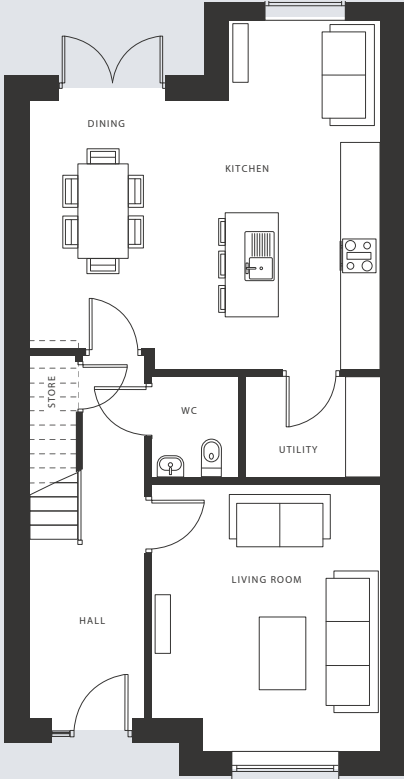 DINING
KITCHEN
STORE
WC
UTILITY
LIVING ROOM
HALL